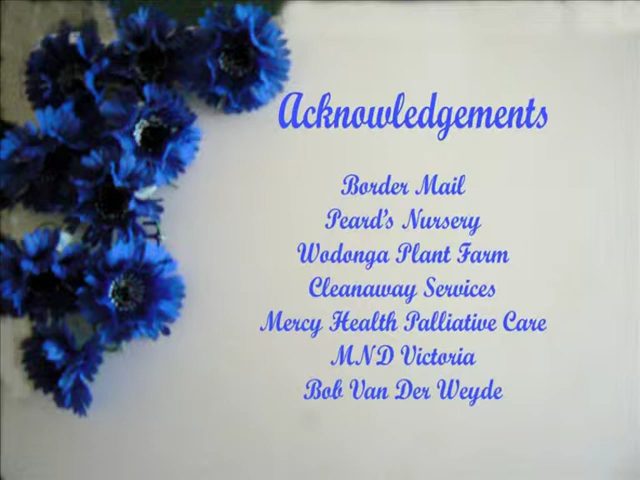 Acknowledgements
Border Mail
Peard's Nursery
Wodonga Plant Farm
Cleanaway Services
Mercy Health Palliative Care
MND Victoria
Bob Van Der Weyde